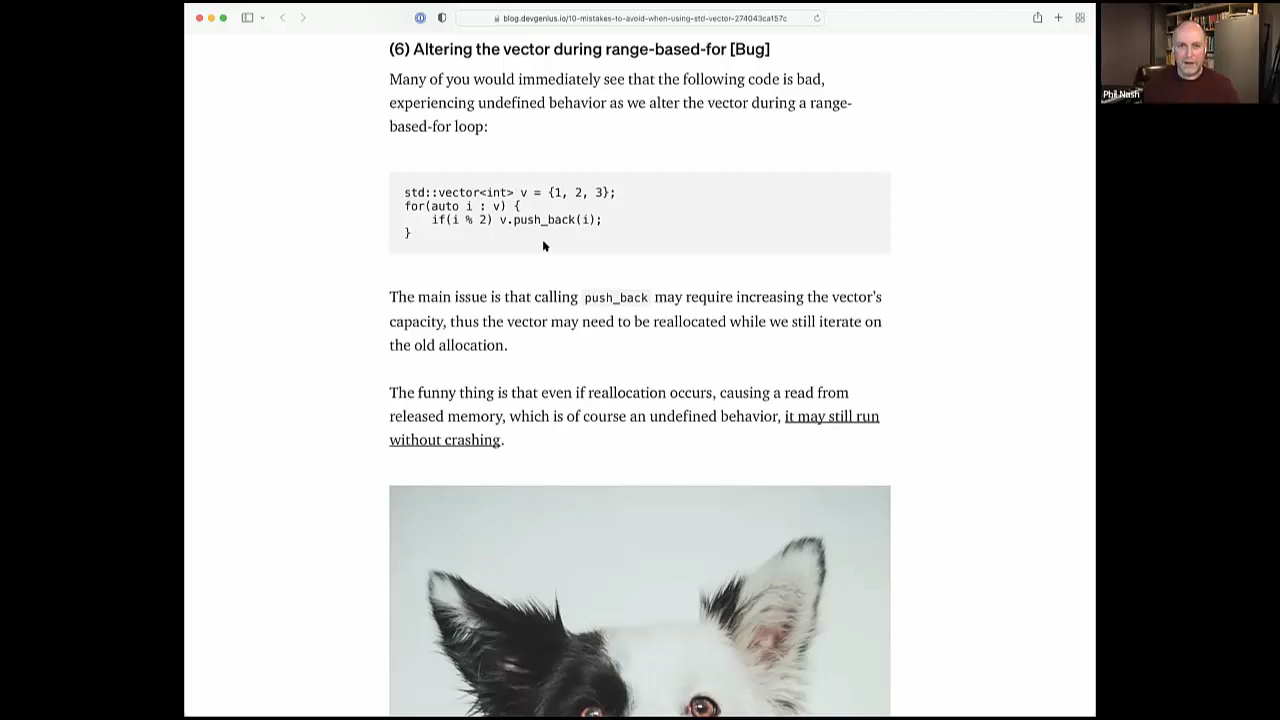 blog.devgenius.io/10-mistakes-to-avoid-when-using-std-vector-274043ca157c
Phil Nash
(6) Altering the vector during range-based-for [Bug]
Many of you would immediately see that the following code is bad,
experiencing undefined behavior as we alter the vector during a range-
based-for loop:
std::vector<int> v = {1, 2, 3};
for(auto i : v) {
    if(i % 2) v.push_back(i);
}
The main issue is that calling push_back may require increasing the vector’s
capacity, thus the vector may need to be reallocated while we still iterate on
the old allocation.
The funny thing is that even if reallocation occurs, causing a read from
released memory, which is of course an undefined behavior, it may still run
without crashing.